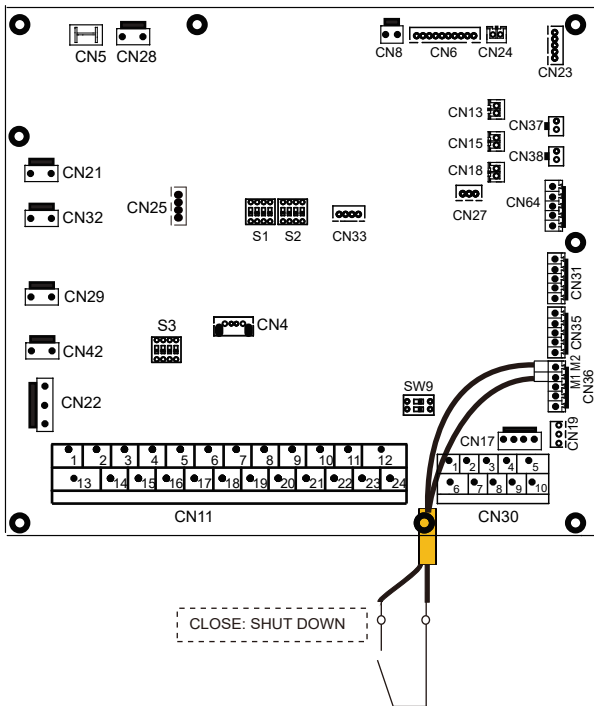 CN5
CN28
CN8
CN6
CN24
CN23
CN13
CN37
CN15
CN38
CN18
CN21
CN25
CN32
S1
S2
CN33
CN27
CN64
CN31
CN29
CN4
CN35
S3
CN42
M1 M2
CN36
CN22
SW9
CN17
CN19
1 2 3 4 5 6 7 8 9 10 11 12
13 14 15 16 17 18 19 20 21 22 23 24
CN11
1 2 3 4 5
6 7 8 9 10
CN30
CLOSE: SHUT DOWN